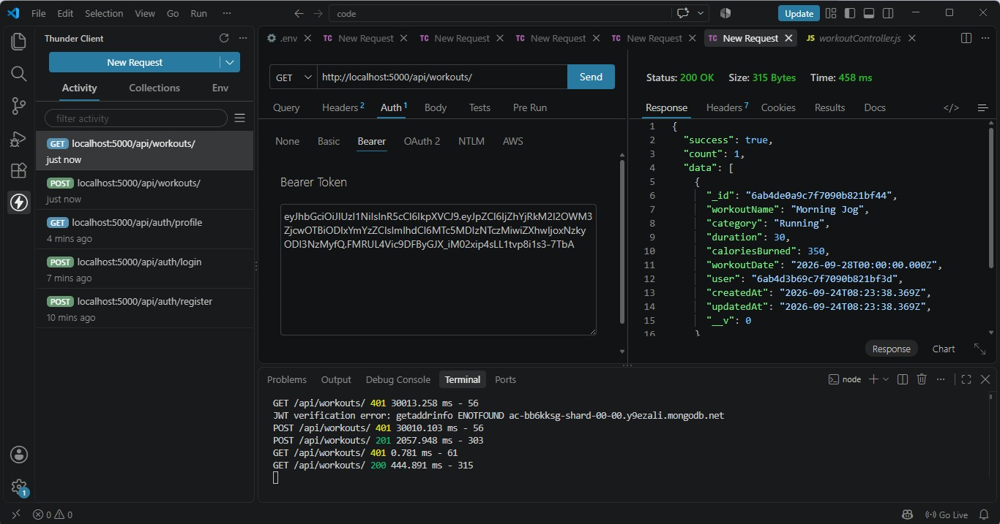 File Edit Selection View Go Run ···
code
Update
Thunder Client
New Request
Activity Collections Env
filter activity
GET localhost:5000/api/workouts/
just now
POST localhost:5000/api/workouts/
just now
GET localhost:5000/api/auth/profile
4 mins ago
POST localhost:5000/api/auth/login
7 mins ago
POST localhost:5000/api/auth/register
10 mins ago
.env TC New Request TC New Request TC New Request TC New Request TC New Request JS workoutController.js
GET http://localhost:5000/api/workouts/ Send
Query Headers 2 Auth 1 Body Tests Pre Run
None Basic Bearer OAuth 2 NTLM AWS
Bearer Token
Status: 200 OK Size: 315 Bytes Time: 458 ms
Response Headers 7 Cookies Results Docs </>
1 {
2 "success": true,
3 "count": 1,
4 "data": [
5 {
6 "_id": "6ab4de0a9c7f7090b821bf44",
7 "workoutName": "Morning Jog",
8 "category": "Running",
9 "duration": 30,
10 "caloriesBurned": 350,
11 "workoutDate": "2026-09-28T00:00:00.000Z",
12 "user": "6ab4d3b69c7f7090b821bf3d",
13 "createdAt": "2026-09-24T08:23:38.369Z",
14 "updatedAt": "2026-09-24T08:23:38.369Z",
15 "__v": 0
16 }
Response Chart
Problems Output Debug Console Terminal Ports
node
GET /api/workouts/ 401 30013.258 ms - 56
JWT verification error: getaddrinfo ENOTFOUND ac-bb6kksg-shard-00-00.y9ezali.mongodb.net
POST /api/workouts/ 401 30010.103 ms - 56
POST /api/workouts/ 201 2057.948 ms - 303
GET /api/workouts/ 401 0.781 ms - 61
GET /api/workouts/ 200 444.891 ms - 315
1
0 0
Go Live